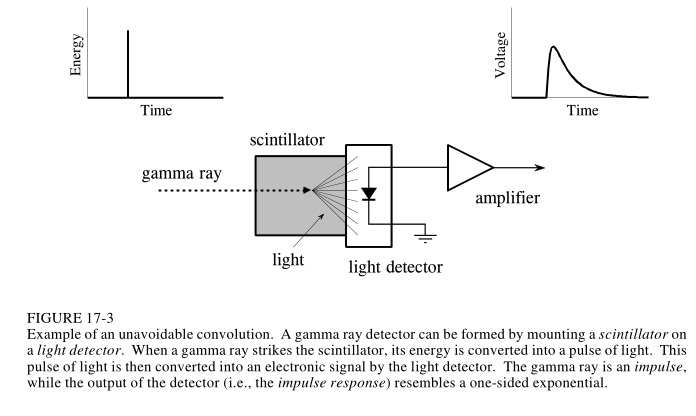 Energy
Time
Voltage
Time
scintillator
gamma ray
amplifier
light
light detector
FIGURE 17-3
Example of an unavoidable convolution. A gamma ray detector can be formed by mounting a scintillator on
a light detector. When a gamma ray strikes the scintillator, its energy is converted into a pulse of light. This
pulse of light is then converted into an electronic signal by the light detector. The gamma ray is an impulse,
while the output of the detector (i.e., the impulse response) resembles a one-sided exponential.